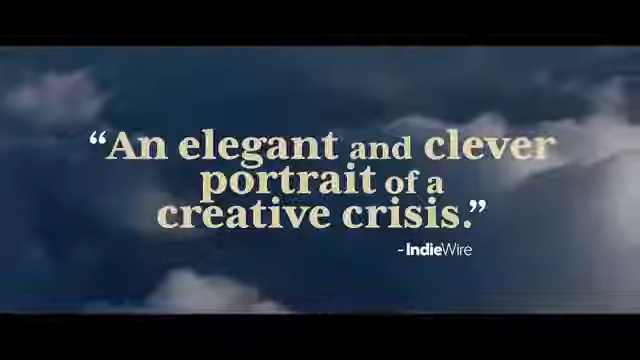 “An elegant and clever
portrait of a
creative crisis.”
- IndieWire